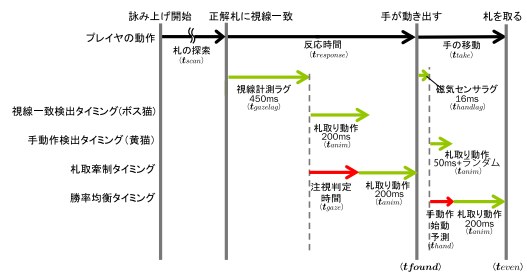 詠み上げ開始 正解札に視線一致 手が動き出す 札を取る
プレイヤの動作
札の探索
(tscan)
反応時間
(tresponse)
手の移動
(ttake)
視線計測ラグ
450ms
(tgazelag)
磁気センサラグ
16ms
(thandlag)
視線一致検出タイミング(ボス猫)
札取り動作
200ms
(tanim)
手動作検出タイミング(黄猫)
札取り動作
50ms+ランダム
(tanim)
札取牽制タイミング
注視判定
時間
(tgaze)
札取り動作
200ms
(tanim)
勝率均衡タイミング
手動作
始動
予測
(thand)
札取り動作
200ms
(tanim)
(tfound)
(teven)